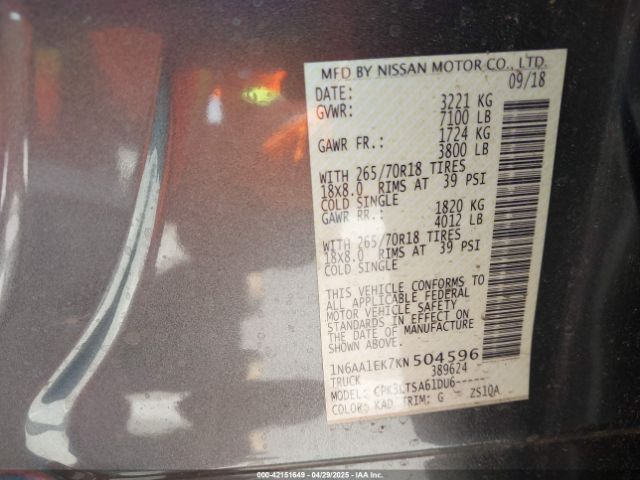 MFD BY NISSAN MOTOR CO., LTD.
DATE: 09/18
GVWR: 3221 KG
7100 LB
GAWR FR.: 1724 KG
3800 LB
WITH 265/70R18 TIRES
18x8.0 RIMS AT 39 PSI
COLD SINGLE
GAWR RR.: 1820 KG
4012 LB
WITH 265/70R18 TIRES
18x8.0 RIMS AT 39 PSI
COLD SINGLE
THIS VEHICLE CONFORMS TO
ALL APPLICABLE FEDERAL
MOTOR VEHICLE SAFETY
STANDARDS IN EFFECT ON
THE DATE OF MANUFACTURE
SHOWN ABOVE.
1N6AA1EK7KN504596
TRUCK 389624
MODEL:
COLOR: KAD TRIM: G ZS1QA
000-42151649 - 04/29/2025 - IAA Inc.